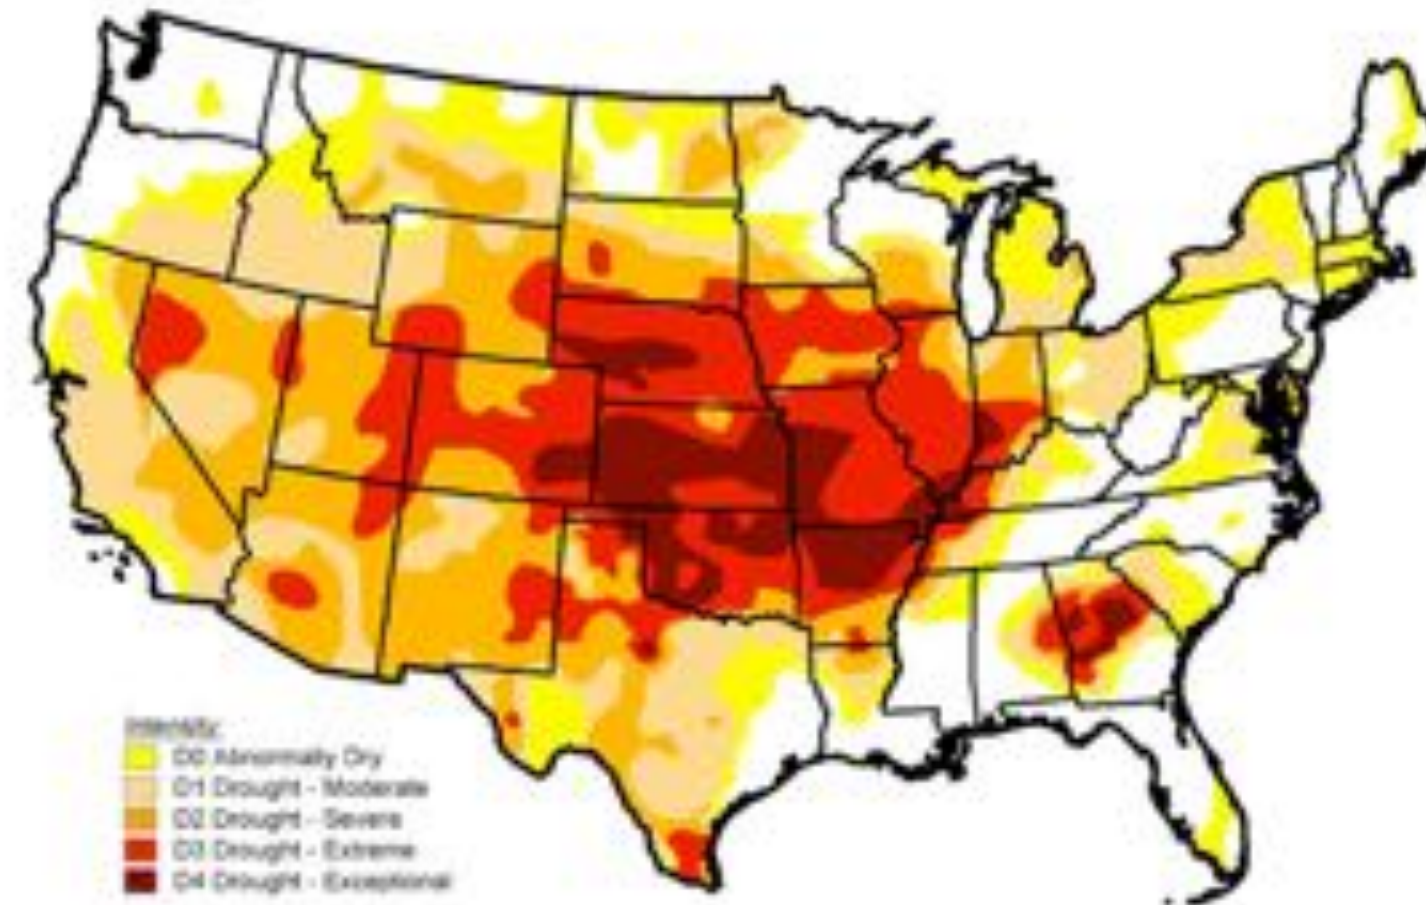 Intensity:
D0 Abnormally Dry
D1 Drought - Moderate
D2 Drought - Severe
D3 Drought - Extreme
D4 Drought - Exceptional